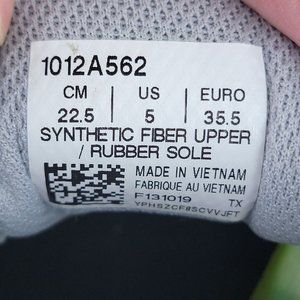 1012A562
CM US EURO
22.5 5 35.5
SYNTHETIC FIBER UPPER
/ RUBBER SOLE
MADE IN VIETNAM
FABRIQUE AU VIETNAM
F131019 TX
YPHSZCF8SCVVJFT